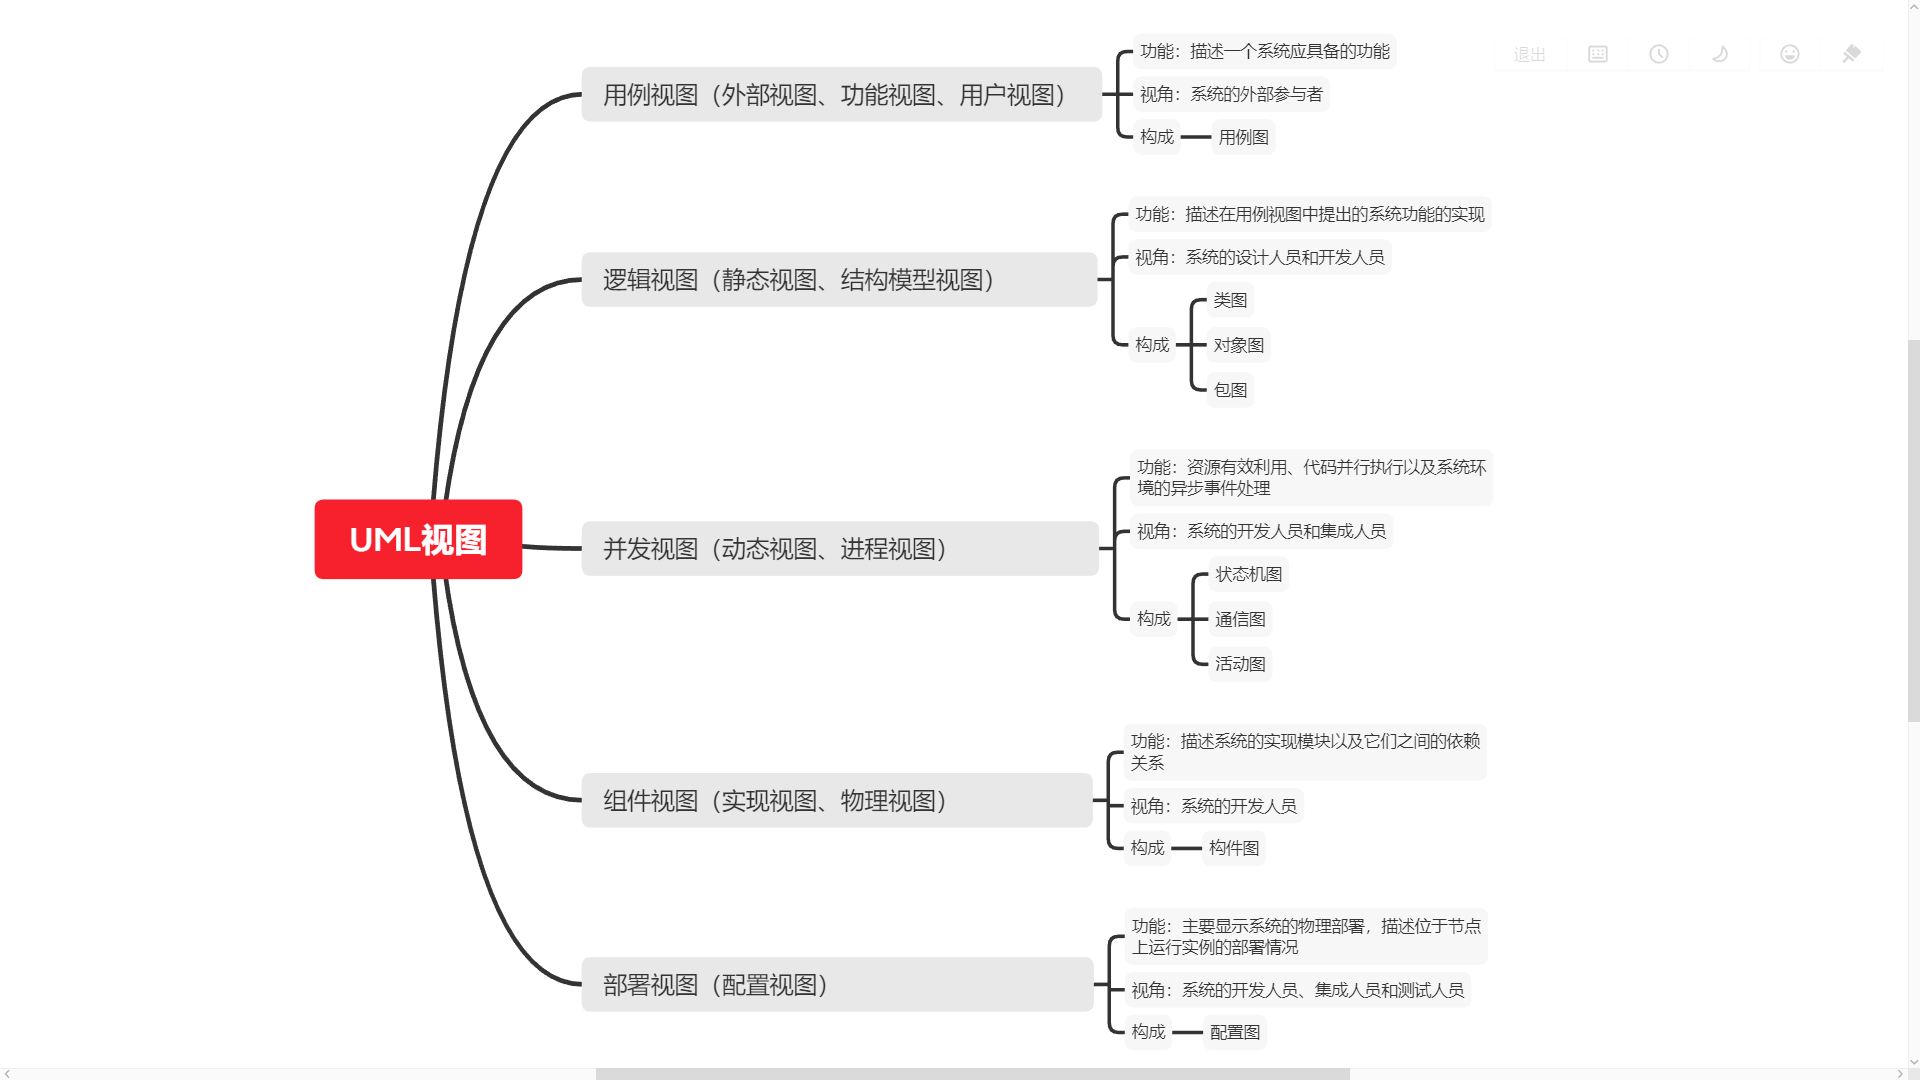 退出
UML视图
用例视图（外部视图、功能视图、用户视图）
功能：描述一个系统应具备的功能
视角：系统的外部参与者
构成
用例图
逻辑视图（静态视图、结构模型视图）
功能：描述在用例视图中提出的系统功能的实现
视角：系统的设计人员和开发人员
构成
类图
对象图
包图
并发视图（动态视图、进程视图）
功能：资源有效利用、代码并行执行以及系统环
境的异步事件处理
视角：系统的开发人员和集成人员
构成
状态机图
通信图
活动图
组件视图（实现视图、物理视图）
功能：描述系统的实现模块以及它们之间的依赖
关系
视角：系统的开发人员
构成
构件图
部署视图（配置视图）
功能：主要显示系统的物理部署，描述位于节点
上运行实例的部署情况
视角：系统的开发人员、集成人员和测试人员
构成
配置图